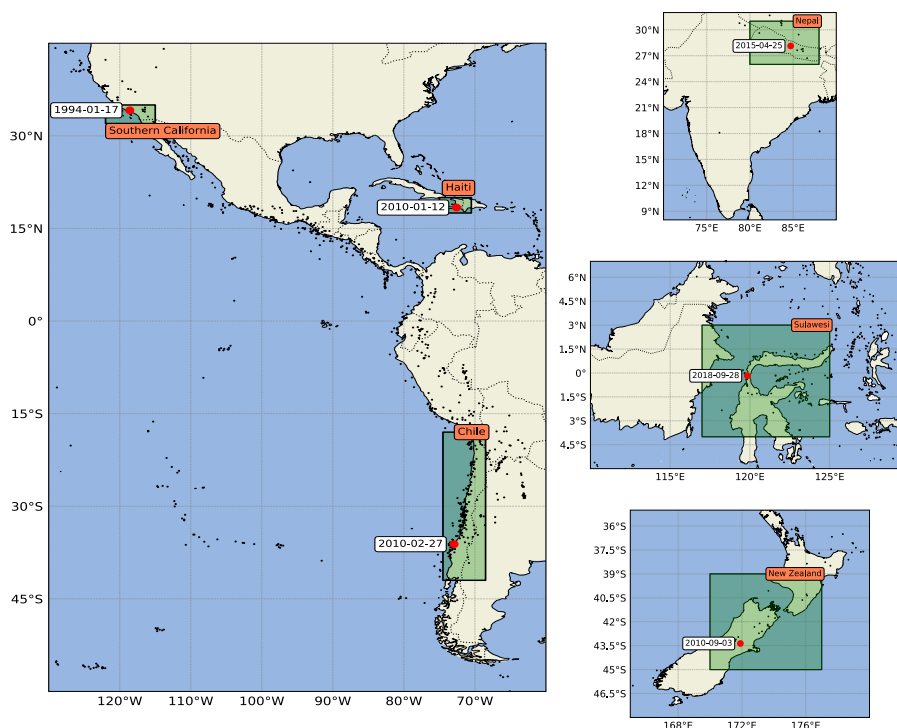 30°N
15°N
0°
15°S
30°S
45°S
120°W 110°W 100°W 90°W 80°W 70°W
1994-01-17
Southern California
Haiti
2010-01-12
Chile
2010-02-27
30°N
27°N
24°N
21°N
18°N
15°N
12°N
9°N
75°E 80°E 85°E
Nepal
2015-04-25
6°N
4.5°N
3°N
1.5°N
0°
1.5°S
3°S
4.5°S
115°E 120°E 125°E
Sulawesi
2018-09-28
36°S
37.5°S
39°S
40.5°S
42°S
43.5°S
45°S
46.5°S
168°E 172°E 176°E
New Zealand
2010-09-03